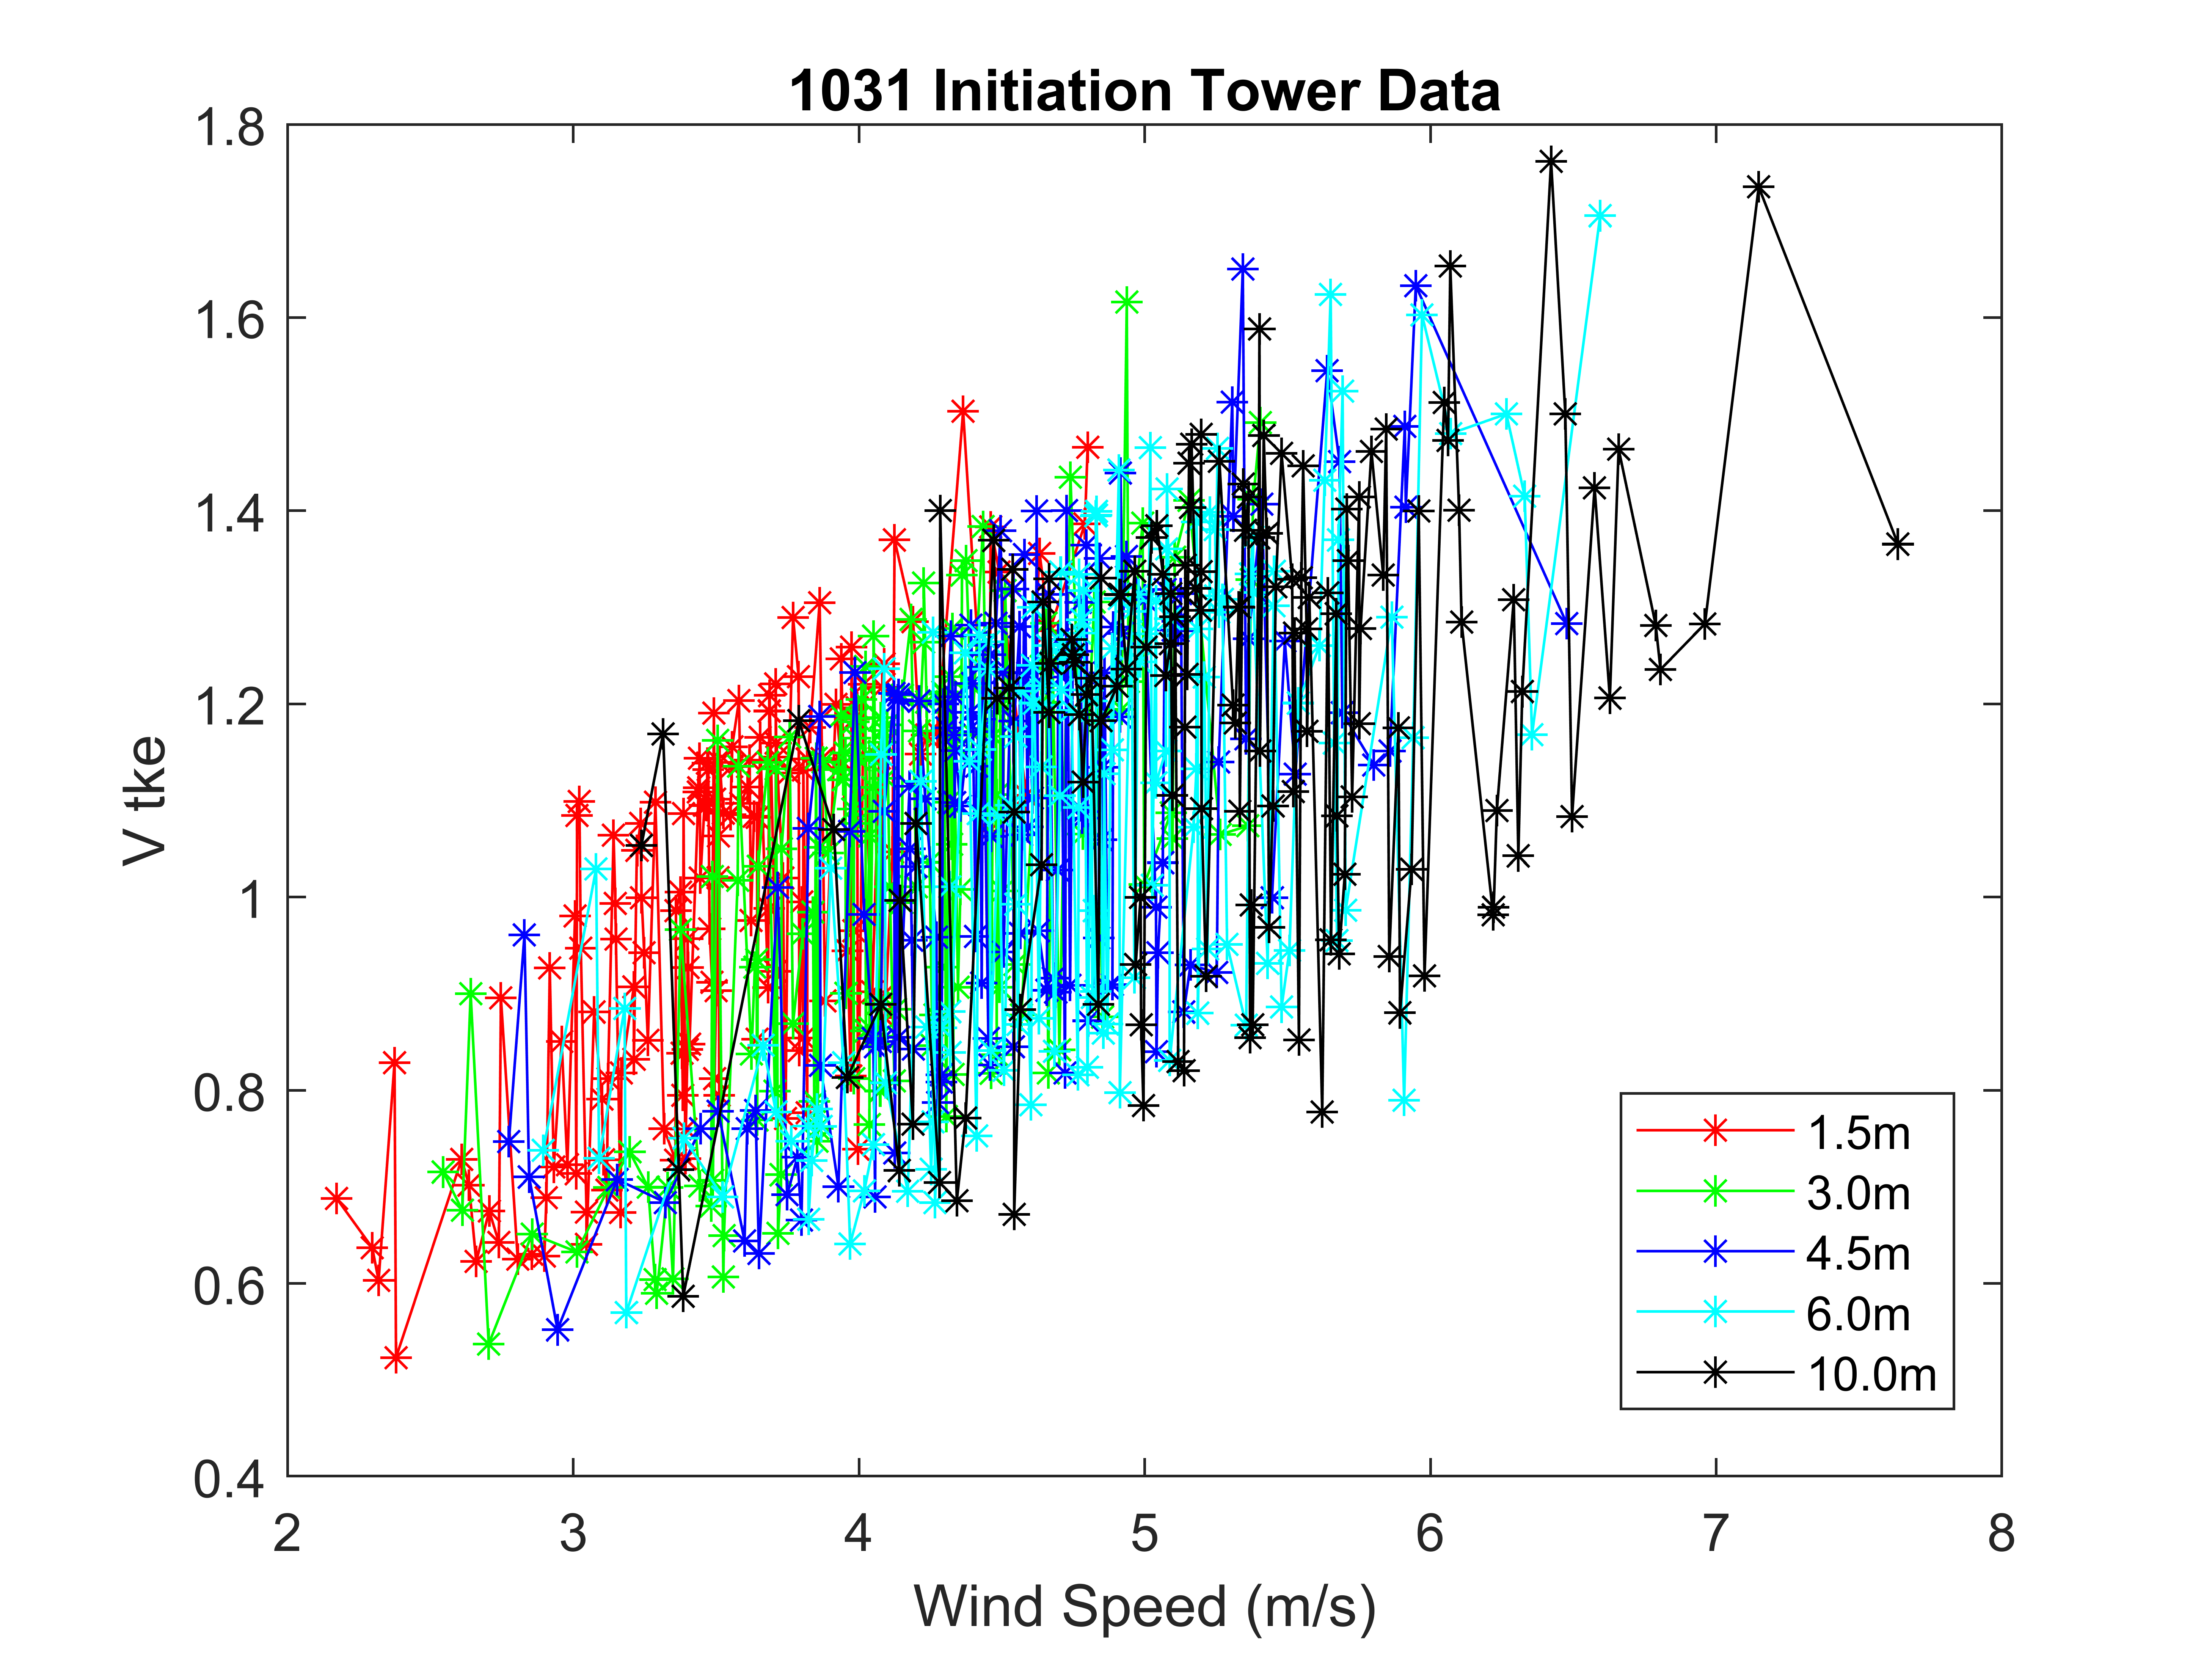 1031 Initiation Tower Data
1.8
1.6
1.4
1.2
1
0.8
0.6
0.4
V tke
2 3 4 5 6 7 8
Wind Speed (m/s)
1.5m
3.0m
4.5m
6.0m
10.0m